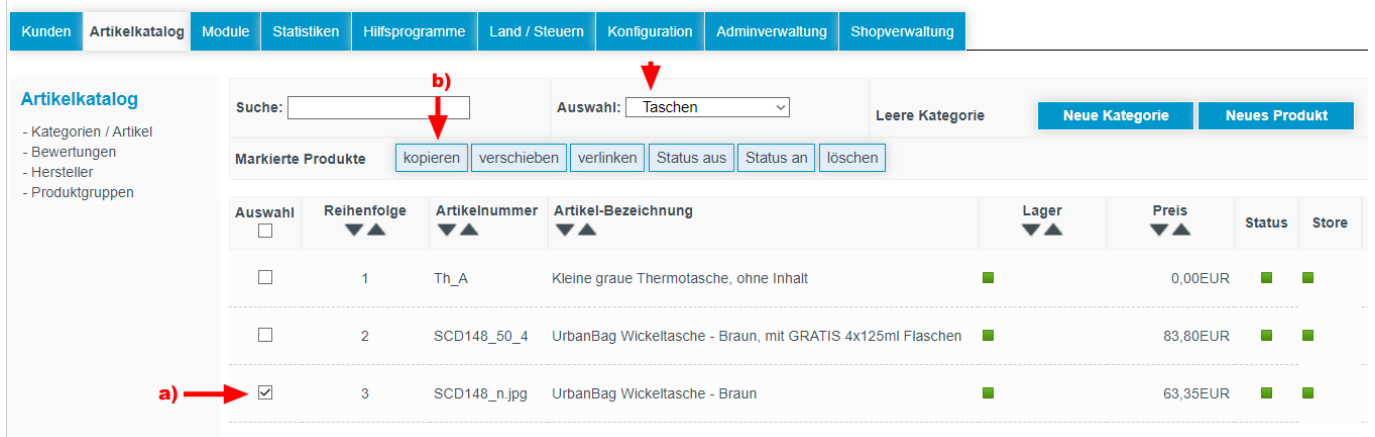 Kunden Artikelkatalog Module Statistiken Hilfsprogramme Land / Steuern Konfiguration Adminverwaltung Shopverwaltung
Artikelkatalog
- Kategorien / Artikel
- Bewertungen
- Hersteller
- Produktgruppen
b)
Suche: Auswahl: Taschen Leere Kategorie Neue Kategorie Neues Produkt
Markierte Produkte kopieren verschieben verlinken Status aus Status an löschen
Auswahl Reihenfolge Artikelnummer Artikel-Bezeichnung Lager Preis Status Store
1 Th_A Kleine graue Thermotasche, ohne Inhalt 0,00EUR
2 SCD148_50_4 UrbanBag Wickeltasche - Braun, mit GRATIS 4x125ml Flaschen 83,80EUR
a) 3 SCD148_n.jpg UrbanBag Wickeltasche - Braun 63,35EUR